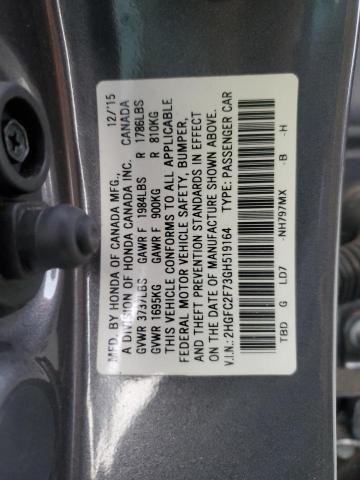 MFD. BY HONDA OF CANADA MFG., 12/'15
A DIVISION OF HONDA CANADA INC. CANADA
GVWR 3737LBS GAWR F 1984LBS R 1786LBS
GVWR 1695KG GAWR F 900KG R 810KG
THIS VEHICLE CONFORMS TO ALL APPLICABLE
FEDERAL MOTOR VEHICLE SAFETY, BUMPER,
AND THEFT PREVENTION STANDARDS IN EFFECT
ON THE DATE OF MANUFACTURE SHOWN ABOVE.
V.I.N.: 2HGFC2F73GH519164 TYPE: PASSENGER CAR
TBD G LD7 -NH797MX -B -H